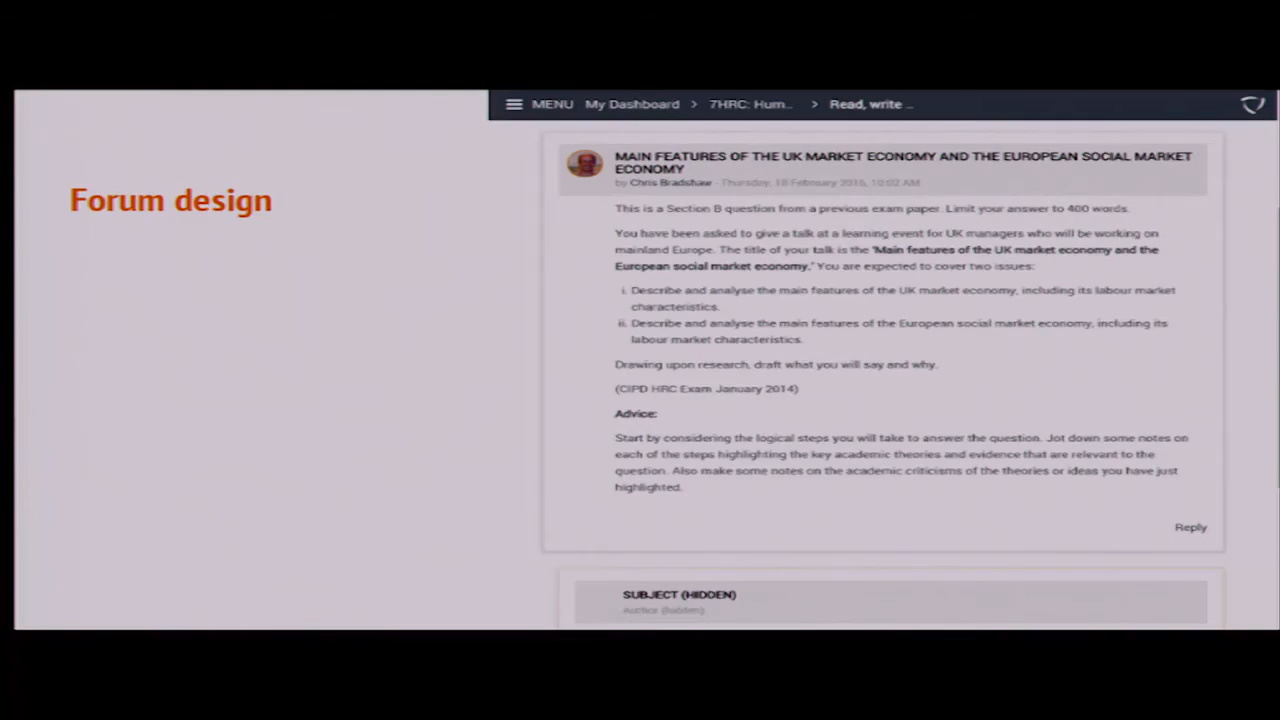 MENU My Dashboard > 7HRC: Hum... > Read, write ...
Forum design
MAIN FEATURES OF THE UK MARKET ECONOMY AND THE EUROPEAN SOCIAL MARKET
ECONOMY
by Chris Bradshaw - Thursday, 18 February 2016, 10:02 AM
This is a Section B question from a previous exam paper. Limit your answer to 400 words.
You have been asked to give a talk at a learning event for UK managers who will be working on
mainland Europe. The title of your talk is the "Main features of the UK market economy and the
European social market economy," You are expected to cover two issues:
i. Describe and analyse the main features of the UK market economy, including its labour market
characteristics.
ii. Describe and analyse the main features of the European social market economy, including its
labour market characteristics.
Drawing upon research, draft what you will say and why.
(CIPD HRC Exam January 2014)
Advice:
Start by considering the logical steps you will take to answer the question. Jot down some notes on
each of the steps highlighting the key academic theories and evidence that are relevant to the
question. Also make some notes on the academic criticisms of the theories or ideas you have just
highlighted.
Reply
SUBJECT (HIDDEN)
Author (hidden)